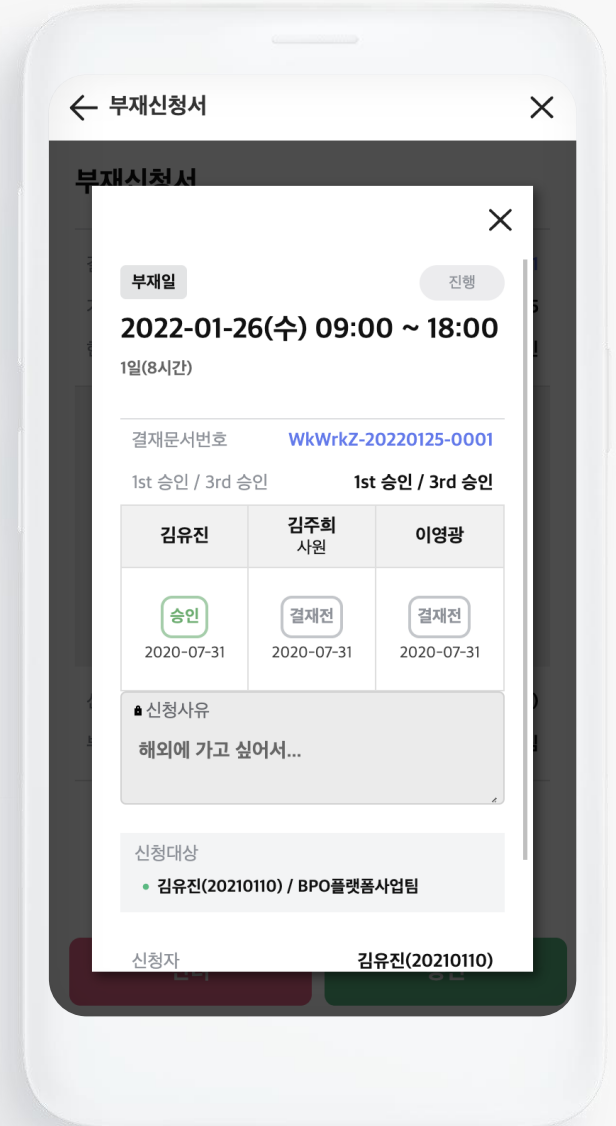 부재신청서
부재신청서
부재일
진행
2022-01-26(수) 09:00 ~ 18:00
1일(8시간)
결재문서번호 WkWrkZ-20220125-0001
1st 승인 / 3rd 승인 1st 승인 / 3rd 승인
김유진 김주희 이영광
사원
승인 결재전 결재전
2020-07-31 2020-07-31 2020-07-31
신청사유
해외에 가고 싶어서...
신청대상
김유진(20210110) / BPO플랫폼사업팀
신청자 김유진(20210110)